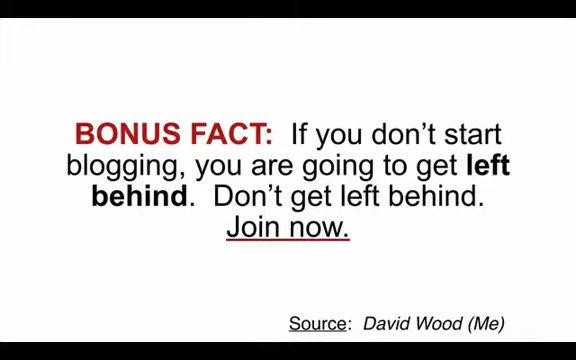 BONUS FACT: If you don't start
blogging, you are going to get left
behind. Don't get left behind.
Join now.
Source: David Wood (Me)